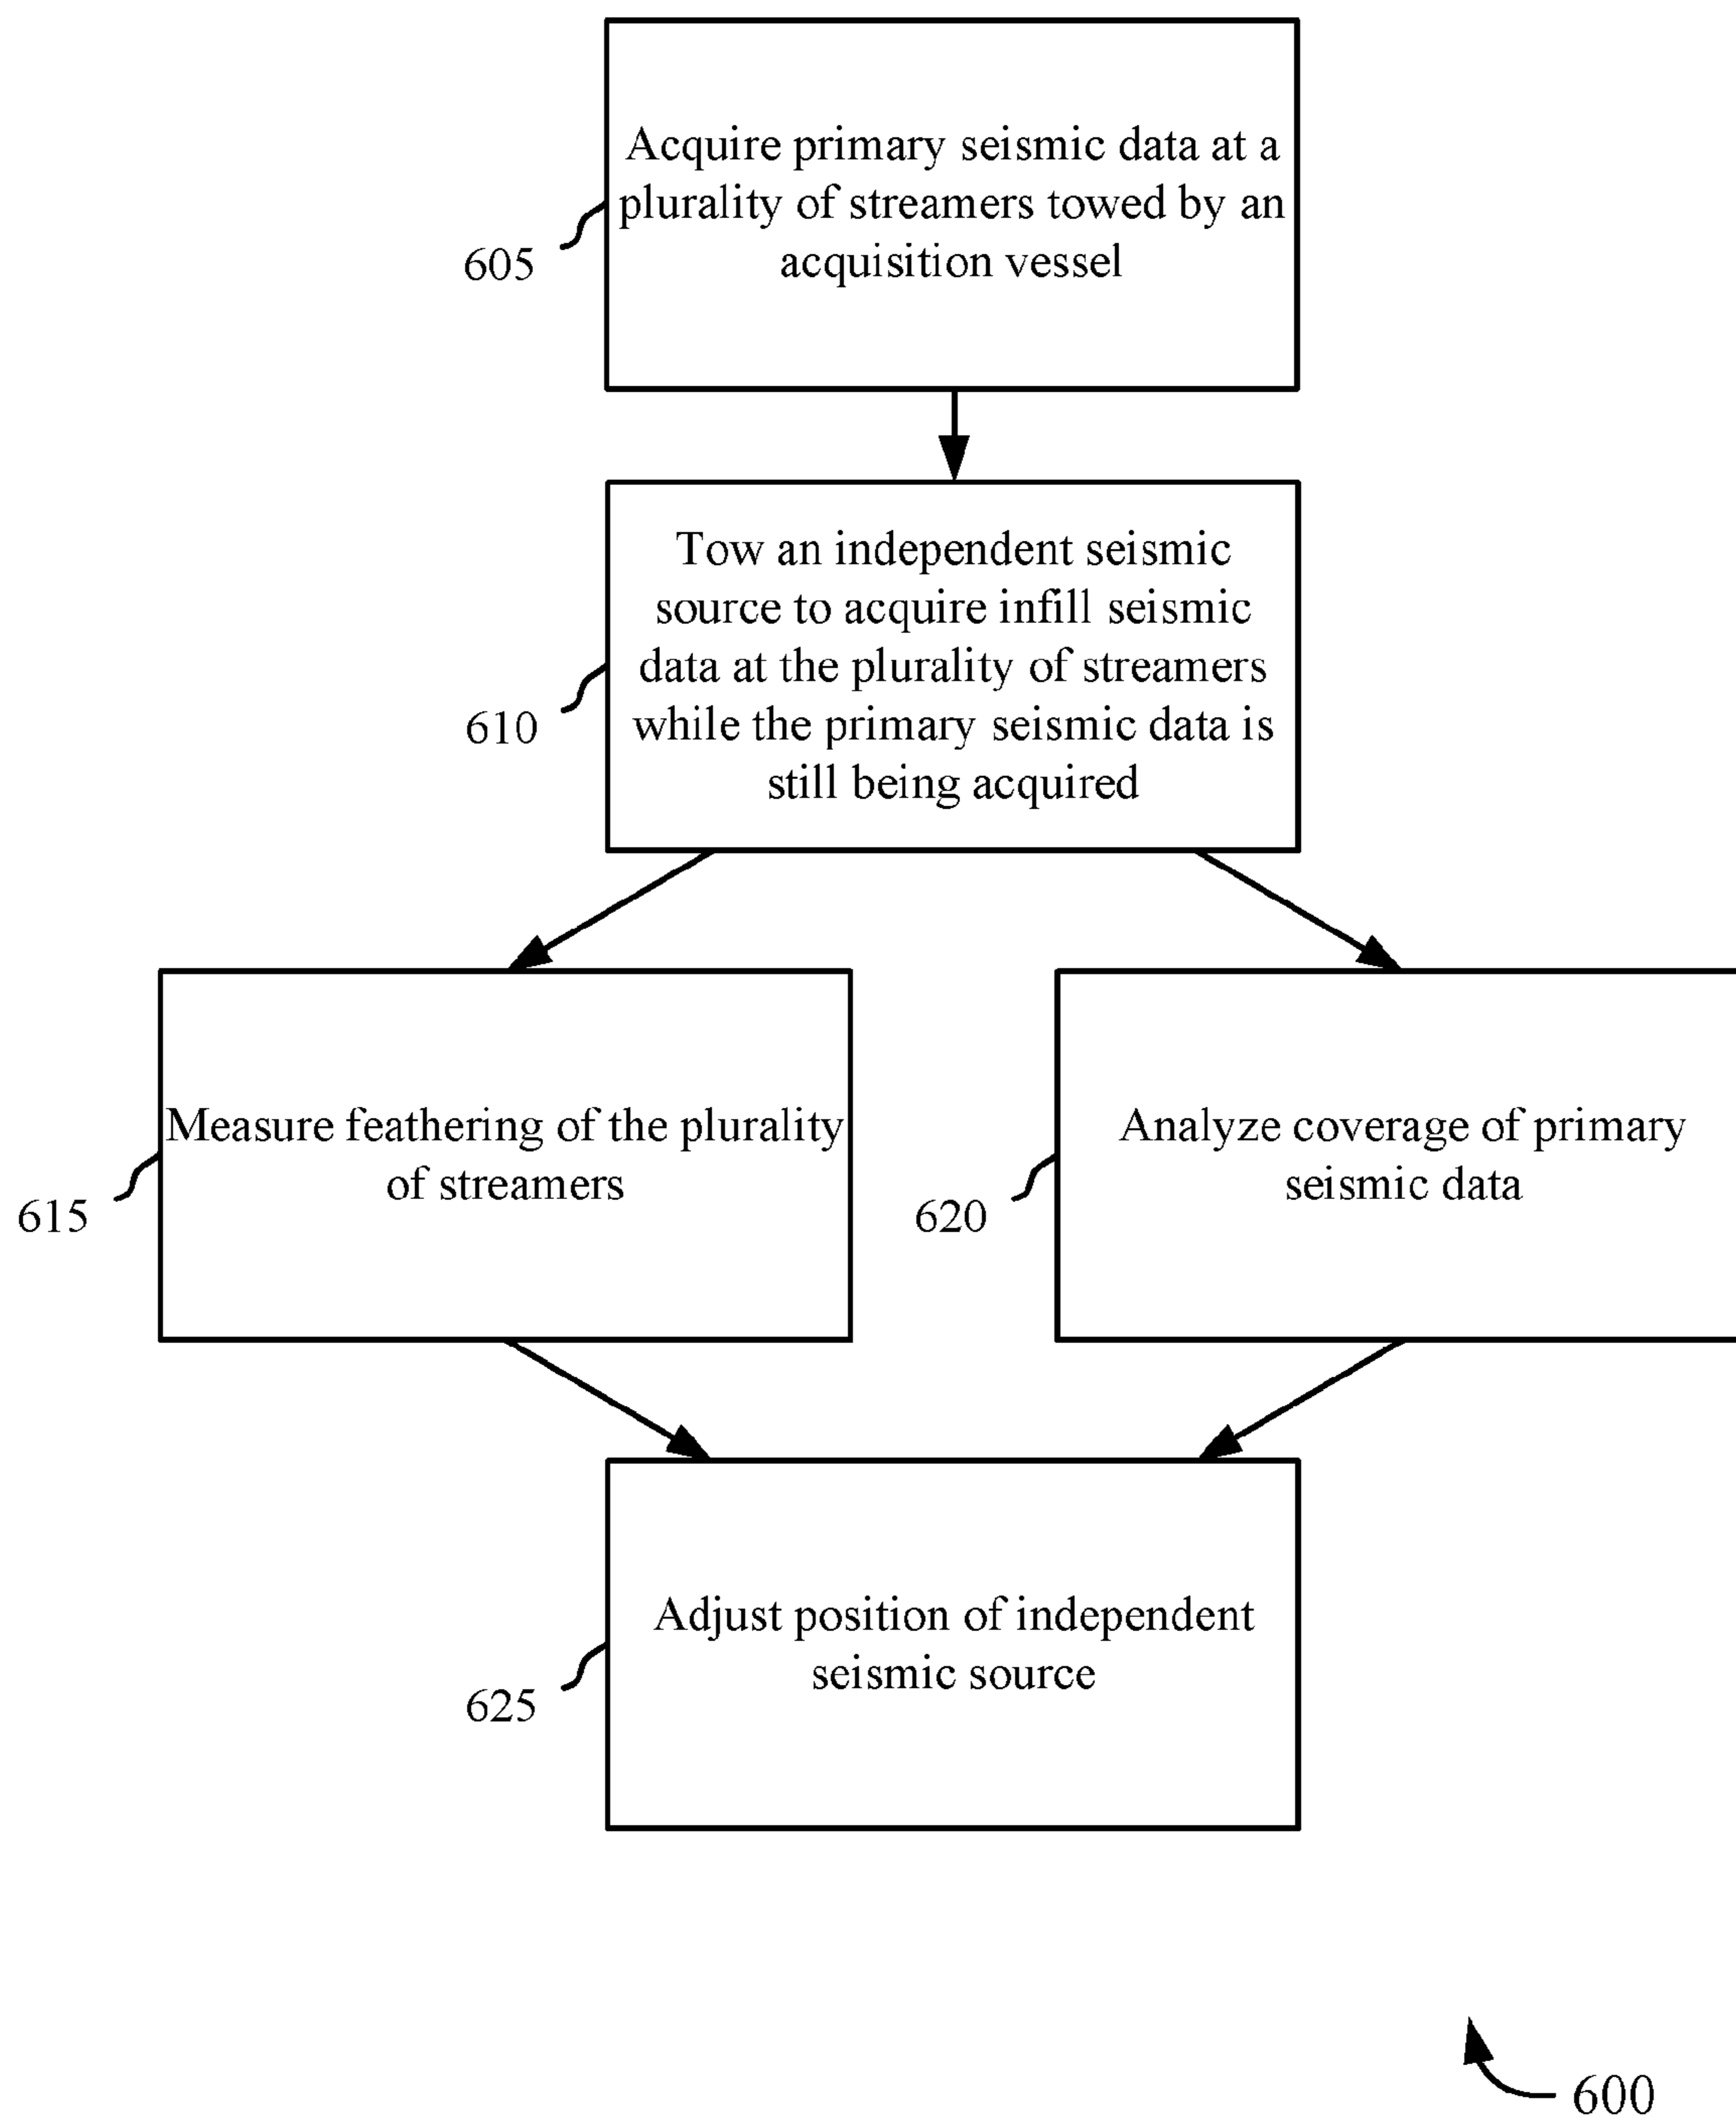 Acquire primary seismic data at a
plurality of streamers towed by an
acquisition vessel
605
Tow an independent seismic
source to acquire infill seismic
data at the plurality of streamers
while the primary seismic data is
still being acquired
610
Measure feathering of the plurality
of streamers
615
Analyze coverage of primary
seismic data
620
Adjust position of independent
seismic source
625
600